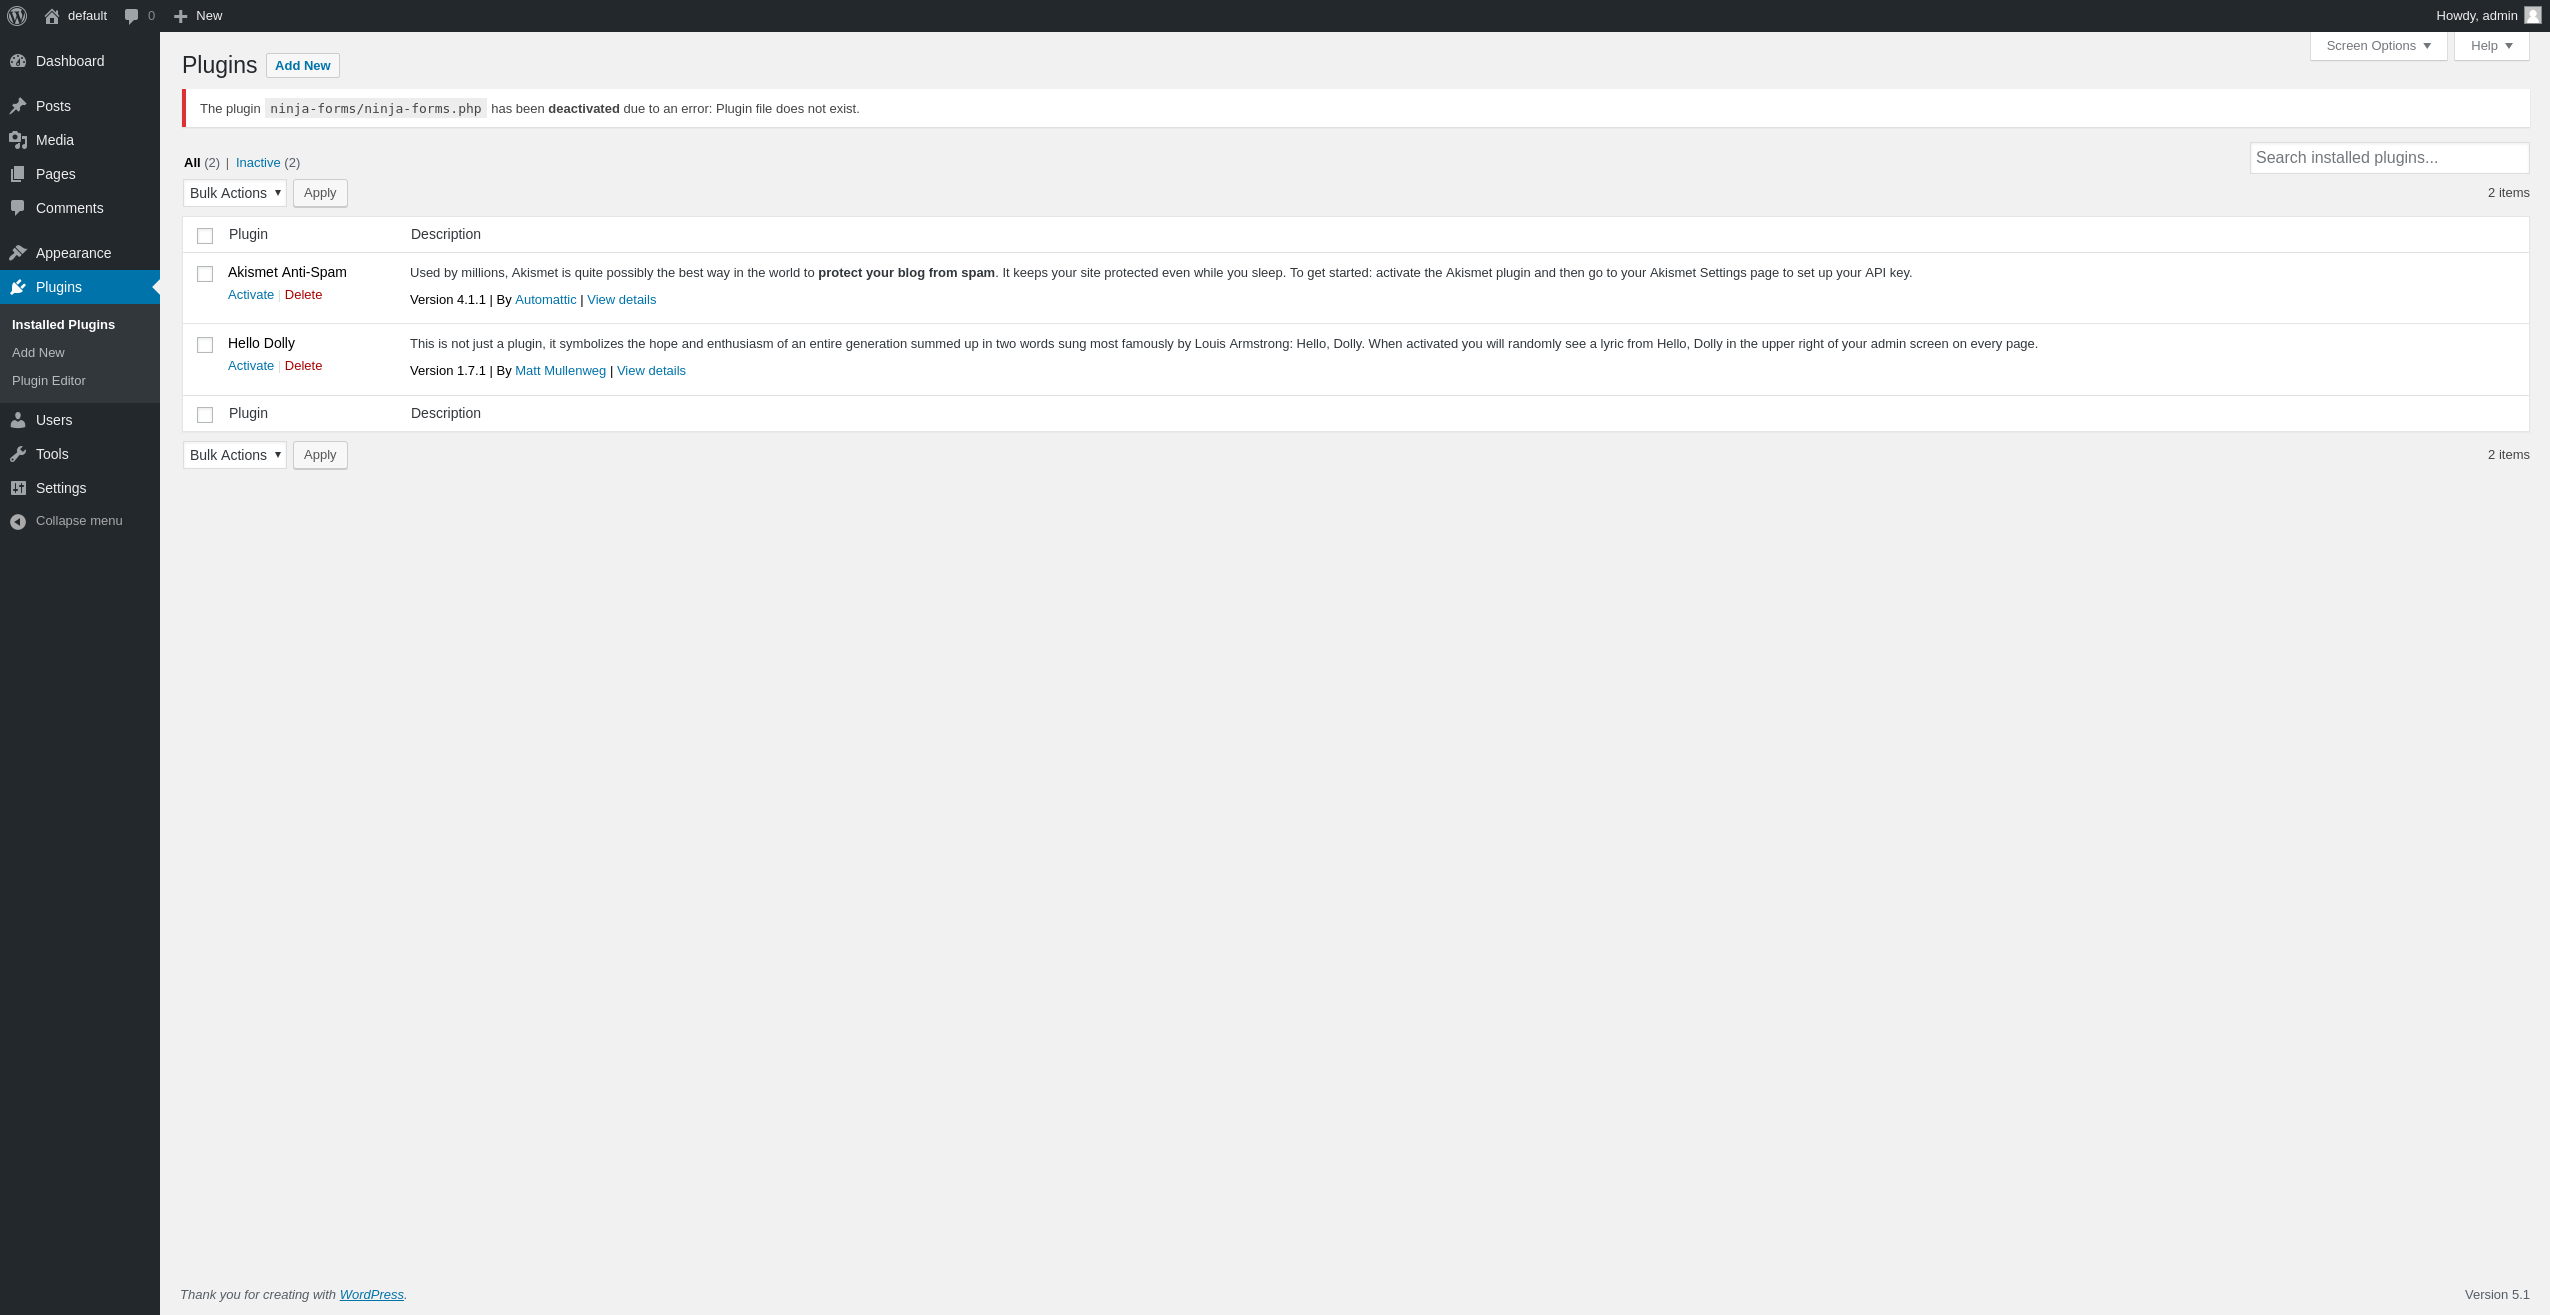 default 0 New Howdy, admin
Dashboard
Posts
Media
Pages
Comments
Appearance
Plugins
Installed Plugins
Add New
Plugin Editor
Users
Tools
Settings
Collapse menu
Screen Options Help
Plugins Add New
The plugin ninja-forms/ninja-forms.php has been deactivated due to an error: Plugin file does not exist.
All (2) | Inactive (2)
Search installed plugins...
Bulk Actions Apply 2 items
Plugin Description
Akismet Anti-Spam Used by millions, Akismet is quite possibly the best way in the world to protect your blog from spam. It keeps your site protected even while you sleep. To get started: activate the Akismet plugin and then go to your Akismet Settings page to set up your API key.
Activate | Delete Version 4.1.1 | By Automattic | View details
Hello Dolly This is not just a plugin, it symbolizes the hope and enthusiasm of an entire generation summed up in two words sung most famously by Louis Armstrong: Hello, Dolly. When activated you will randomly see a lyric from Hello, Dolly in the upper right of your admin screen on every page.
Activate | Delete Version 1.7.1 | By Matt Mullenweg | View details
Plugin Description
Bulk Actions Apply 2 items
Thank you for creating with WordPress. Version 5.1